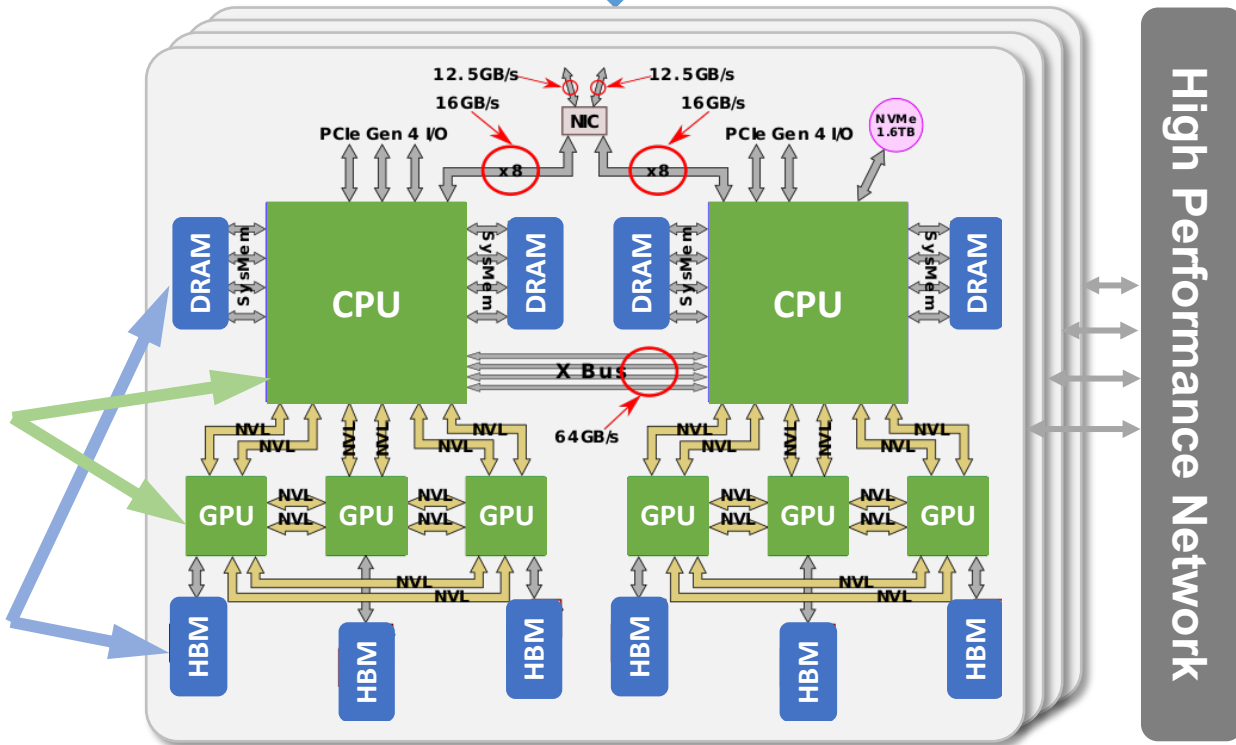 12.5GB/s
12.5GB/s
16GB/s
16GB/s
NIC
NVMe
1.6TB
PCIe Gen 4 I/O
PCIe Gen 4 I/O
x8
x8
DRAM
SysMem
CPU
SysMem
DRAM
DRAM
SysMem
CPU
SysMem
DRAM
X Bus
64GB/s
NVL
NVL
NVL
NVL
NVL
NVL
NVL
NVL
NVL
NVL
NVL
NVL
GPU
NVL
NVL
GPU
NVL
NVL
GPU
GPU
NVL
NVL
GPU
NVL
NVL
GPU
NVL
NVL
NVL
NVL
HBM
HBM
HBM
HBM
HBM
HBM
High Performance Network